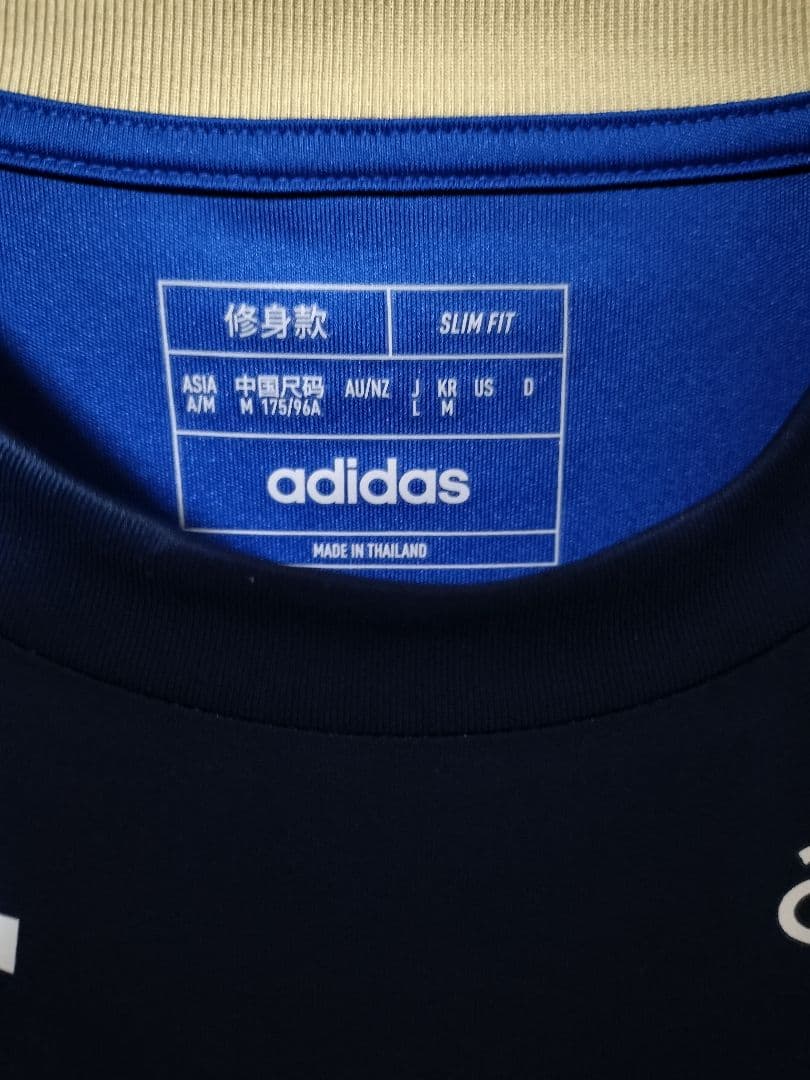 修身款 SLIM FIT
ASIA 中国尺码 AU/NZ J KR US D
A/M M 175/96A L M
adidas
MADE IN THAILAND